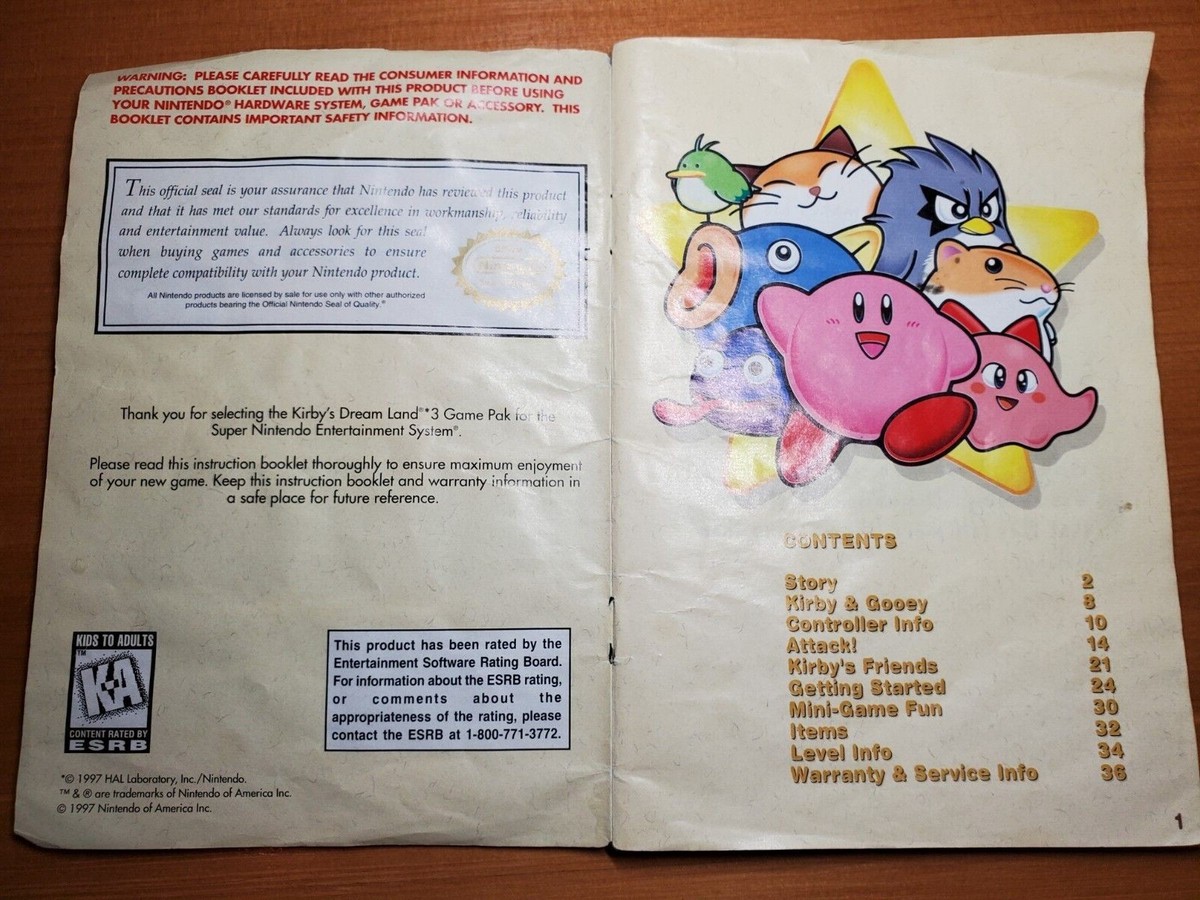 WARNING: PLEASE CAREFULLY READ THE CONSUMER INFORMATION AND
PRECAUTIONS BOOKLET INCLUDED WITH THIS PRODUCT BEFORE USING
YOUR NINTENDO® HARDWARE SYSTEM, GAME PAK OR ACCESSORY. THIS
BOOKLET CONTAINS IMPORTANT SAFETY INFORMATION.
This official seal is your assurance that Nintendo has reviewed this product
and that it has met our standards for excellence in workmanship, reliability
and entertainment value. Always look for this seal
when buying games and accessories to ensure
complete compatibility with your Nintendo product.
All Nintendo products are licensed by sale for use only with other authorized
products bearing the Official Nintendo Seal of Quality.®
Nintendo
Thank you for selecting the Kirby's Dream Land®*3 Game Pak for the
Super Nintendo Entertainment System®.
Please read this instruction booklet thoroughly to ensure maximum enjoyment
of your new game. Keep this instruction booklet and warranty information in
a safe place for future reference.
KIDS TO ADULTS
TM
K-A
CONTENT RATED BY
ESRB
This product has been rated by the
Entertainment Software Rating Board.
For information about the ESRB rating,
or comments about the
appropriateness of the rating, please
contact the ESRB at 1-800-771-3772.
*© 1997 HAL Laboratory, Inc./Nintendo.
™ & ® are trademarks of Nintendo of America Inc.
© 1997 Nintendo of America Inc.
CONTENTS
Story 2
Kirby & Gooey 8
Controller Info 10
Attack! 14
Kirby's Friends 21
Getting Started 24
Mini-Game Fun 30
Items 32
Level Info 34
Warranty & Service Info 36
1